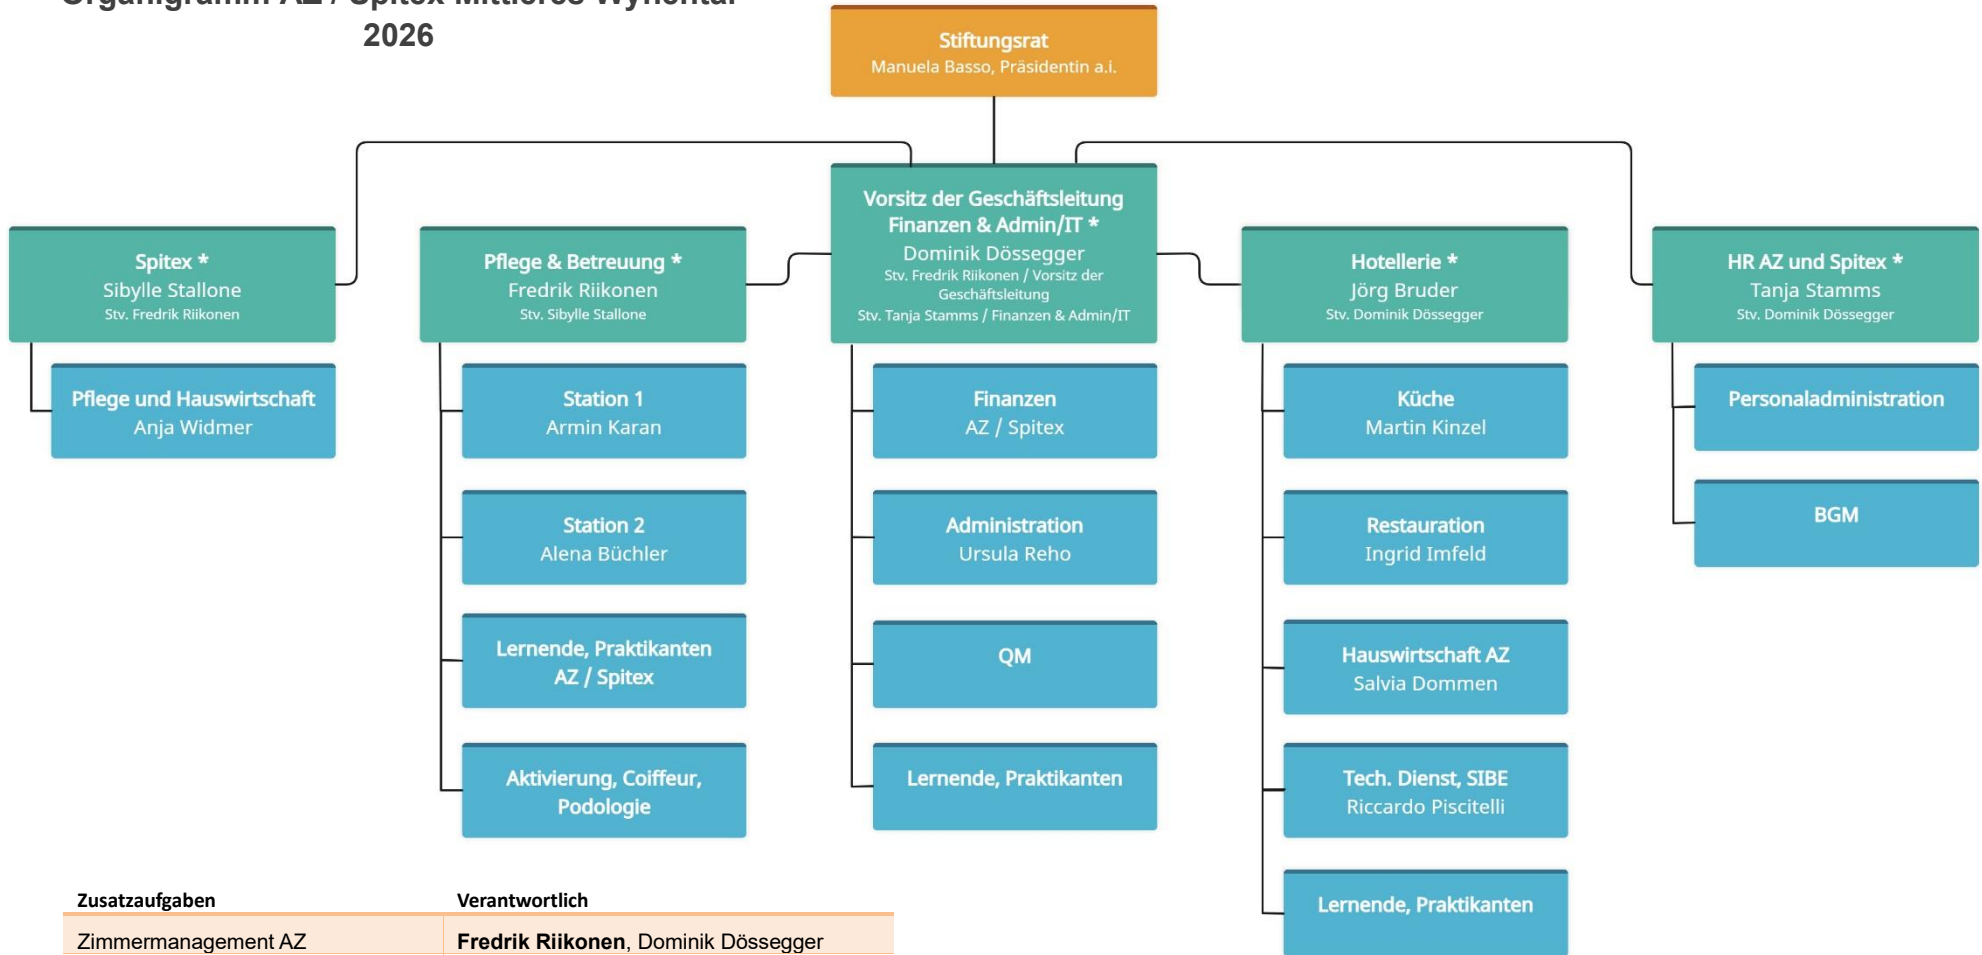 Organigramm AZ / Spitex Mittleres Wynental
2026
Stiftungsrat
Manuela Basso, Präsidentin a.i.
Vorsitz der Geschäftsleitung
Finanzen & Admin/IT *
Dominik Dössegger
Stv. Fredrik Riikonen / Vorsitz der
Geschäftsleitung
Stv. Tanja Stamms / Finanzen & Admin/IT
Spitex *
Sibylle Stallone
Stv. Fredrik Riikonen
Pflege & Betreuung *
Fredrik Riikonen
Stv. Sibylle Stallone
Hotellerie *
Jörg Bruder
Stv. Dominik Dössegger
HR AZ und Spitex *
Tanja Stamms
Stv. Dominik Dössegger
Pflege und Hauswirtschaft
Anja Widmer
Station 1
Armin Karan
Station 2
Alena Büchler
Lernende, Praktikanten
AZ / Spitex
Aktivierung, Coiffeur,
Podologie
Finanzen
AZ / Spitex
Administration
Ursula Reho
QM
Lernende, Praktikanten
Küche
Martin Kinzel
Restauration
Ingrid Imfeld
Hauswirtschaft AZ
Salvia Dommen
Tech. Dienst, SIBE
Riccardo Piscitelli
Lernende, Praktikanten
Personaladministration
BGM
Zusatzaufgaben Verantwortlich
Zimmermanagement AZ Fredrik Riikonen, Dominik Dössegger